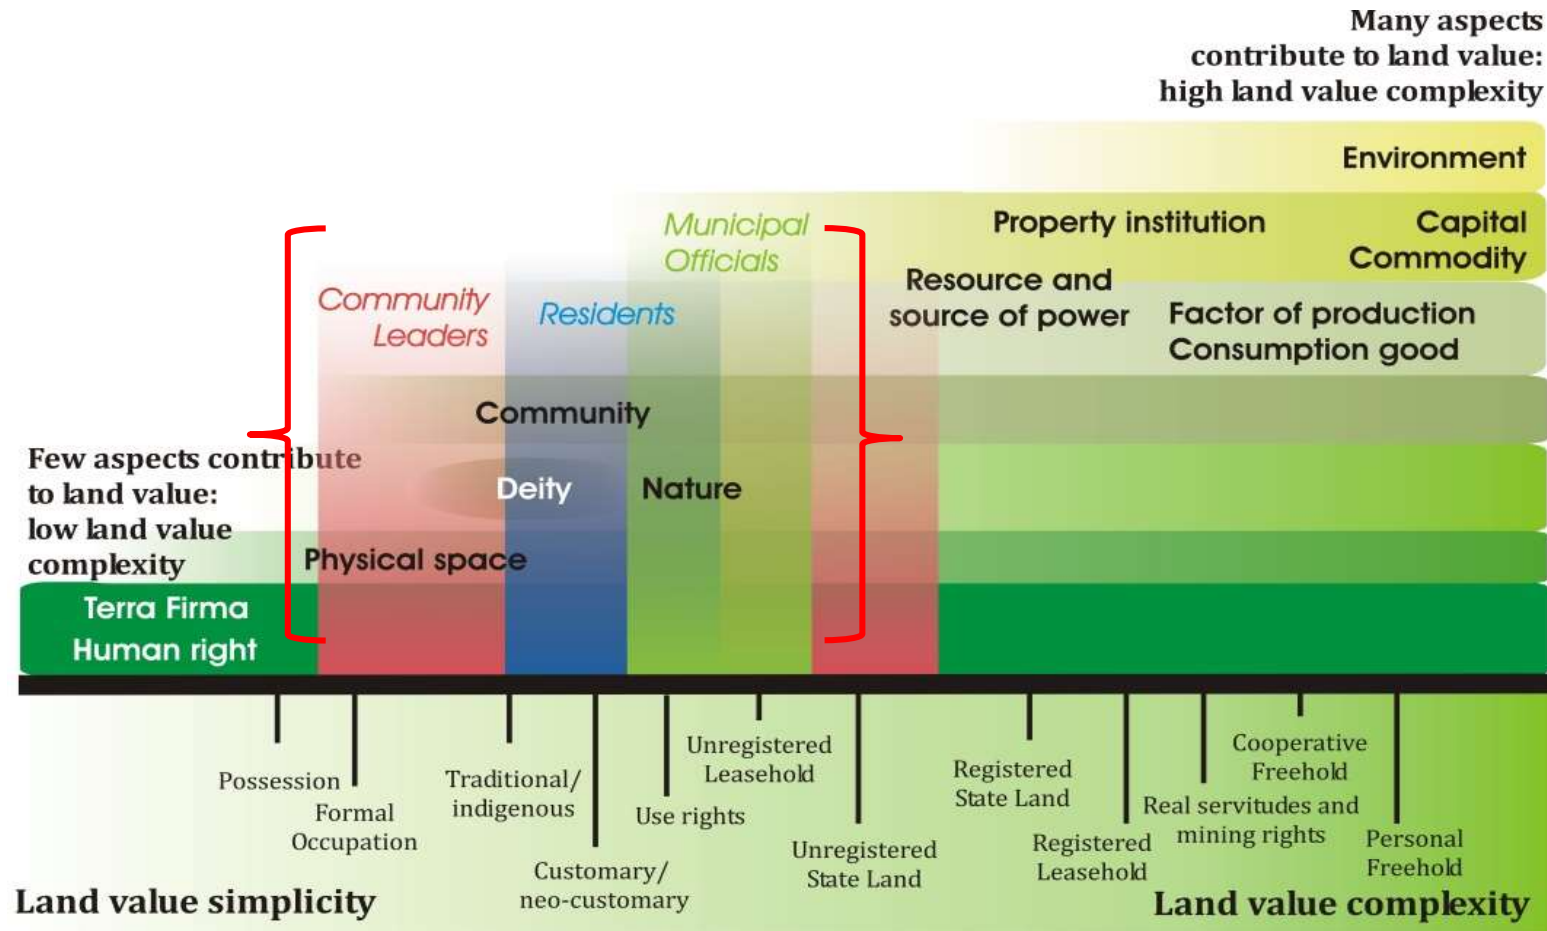 Many aspects
contribute to land value:
high land value complexity
Environment
Municipal
Officials
Property institution
Capital
Commodity
Community
Leaders
Residents
Resource and
source of power
Factor of production
Consumption good
Community
Few aspects contribute
to land value:
low land value
complexity
Deity
Nature
Physical space
Terra Firma
Human right
Possession
Formal
Occupation
Traditional/
indigenous
Customary/
neo-customary
Use rights
Unregistered
Leasehold
Unregistered
State Land
Registered
State Land
Registered
Leasehold
Real servitudes and
mining rights
Cooperative
Freehold
Personal
Freehold
Land value simplicity
Land value complexity